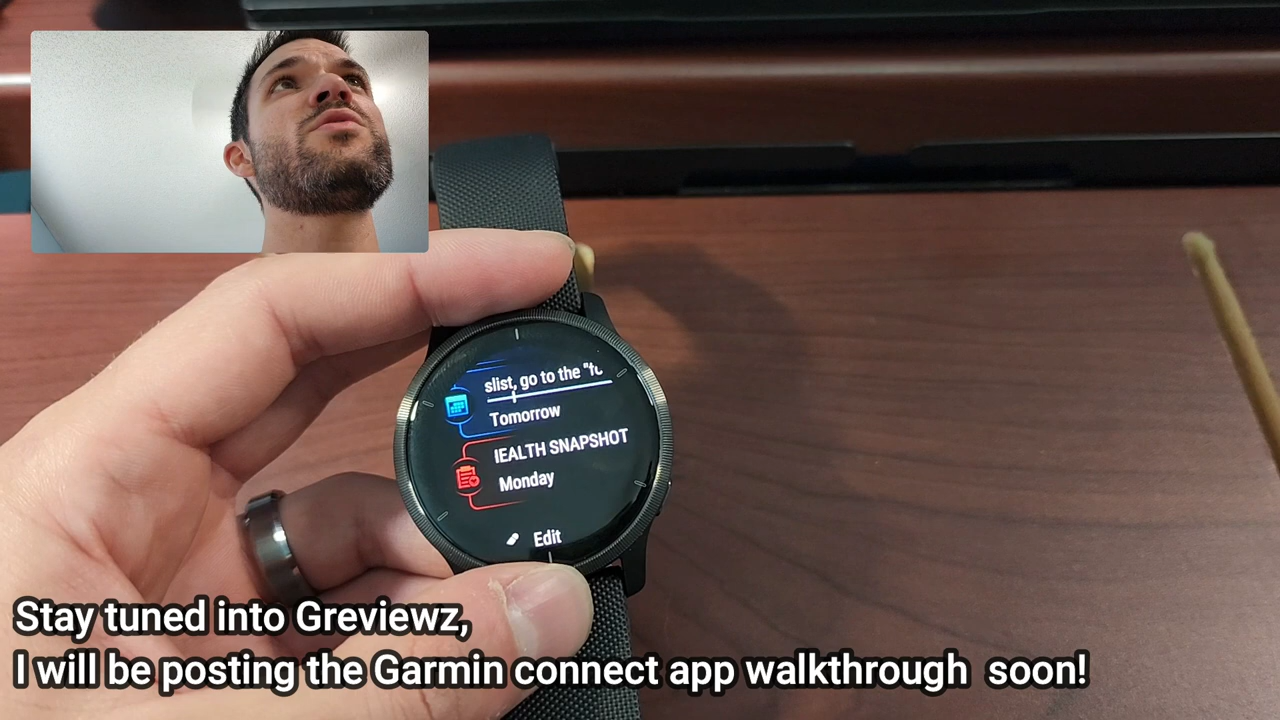 slist, go to the "fc
Tomorrow
IEALTH SNAPSHOT
Monday
Edit
Stay tuned into Greviewz,
I will be posting the Garmin connect app walkthrough soon!